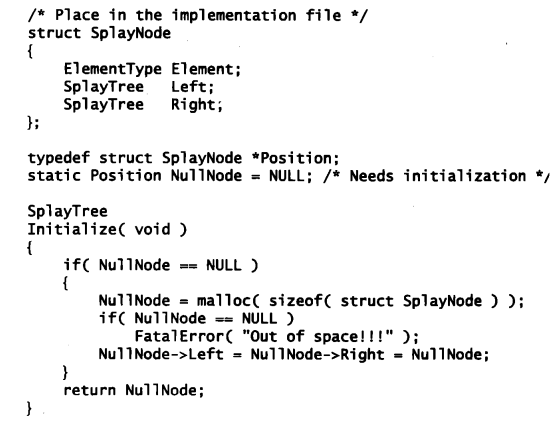 /* Place in the implementation file */
struct SplayNode
{
    ElementType Element;
    SplayTree   Left;
    SplayTree   Right;
};

typedef struct SplayNode *Position;
static Position NullNode = NULL; /* Needs initialization */

SplayTree
Initialize( void )
{
    if( NullNode == NULL )
    {
        NullNode = malloc( sizeof( struct SplayNode ) );
        if( NullNode == NULL )
            FatalError( "Out of space!!!" );
        NullNode->Left = NullNode->Right = NullNode;
    }
    return NullNode;
}